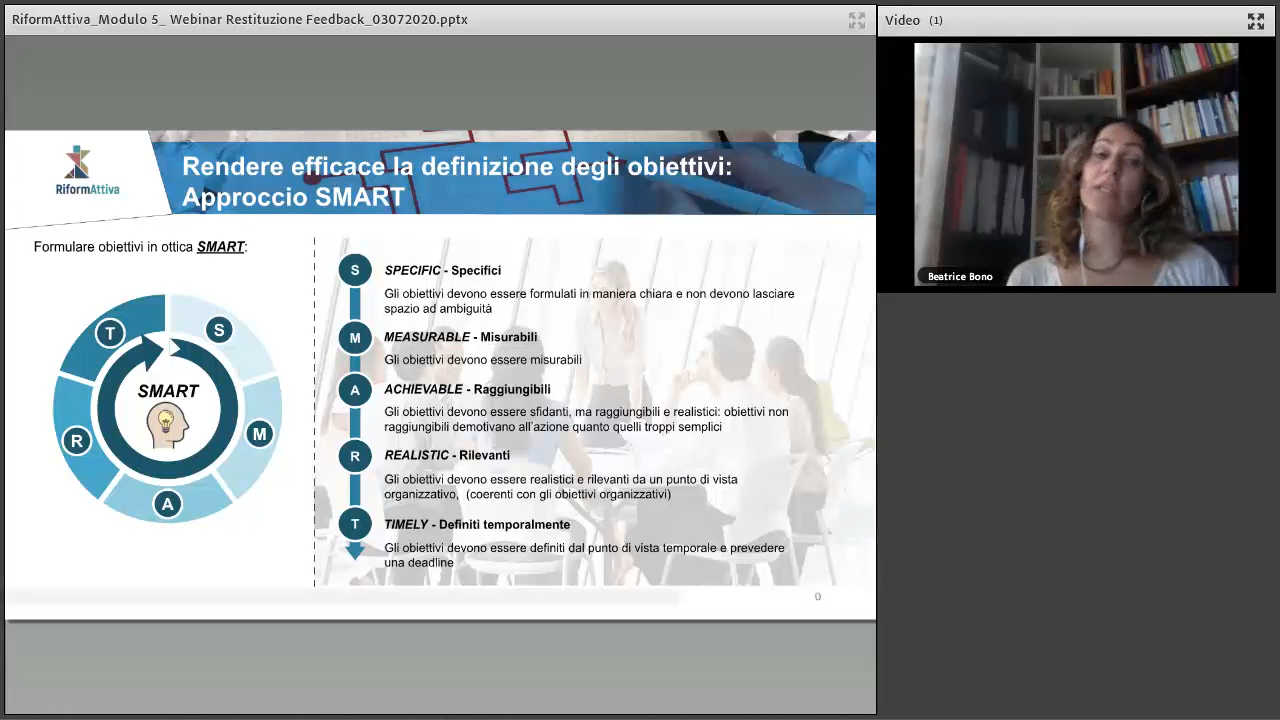 RiformAttiva_Modulo 5_ Webinar Restituzione Feedback_03072020.pptx
Video (1)
Beatrice Bono
RiformAttiva
Rendere efficace la definizione degli obiettivi:
Approccio SMART
Formulare obiettivi in ottica SMART:
T
S
SMART
R
M
A
S
SPECIFIC - Specifici
Gli obiettivi devono essere formulati in maniera chiara e non devono lasciare
spazio ad ambiguità
M
MEASURABLE - Misurabili
Gli obiettivi devono essere misurabili
A
ACHIEVABLE - Raggiungibili
Gli obiettivi devono essere sfidanti, ma raggiungibili e realistici: obiettivi non
raggiungibili demotivano all'azione quanto quelli troppi semplici
R
REALISTIC - Rilevanti
Gli obiettivi devono essere realistici e rilevanti da un punto di vista
organizzativo, (coerenti con gli obiettivi organizzativi)
T
TIMELY - Definiti temporalmente
Gli obiettivi devono essere definiti dal punto di vista temporale e prevedere
una deadline
0